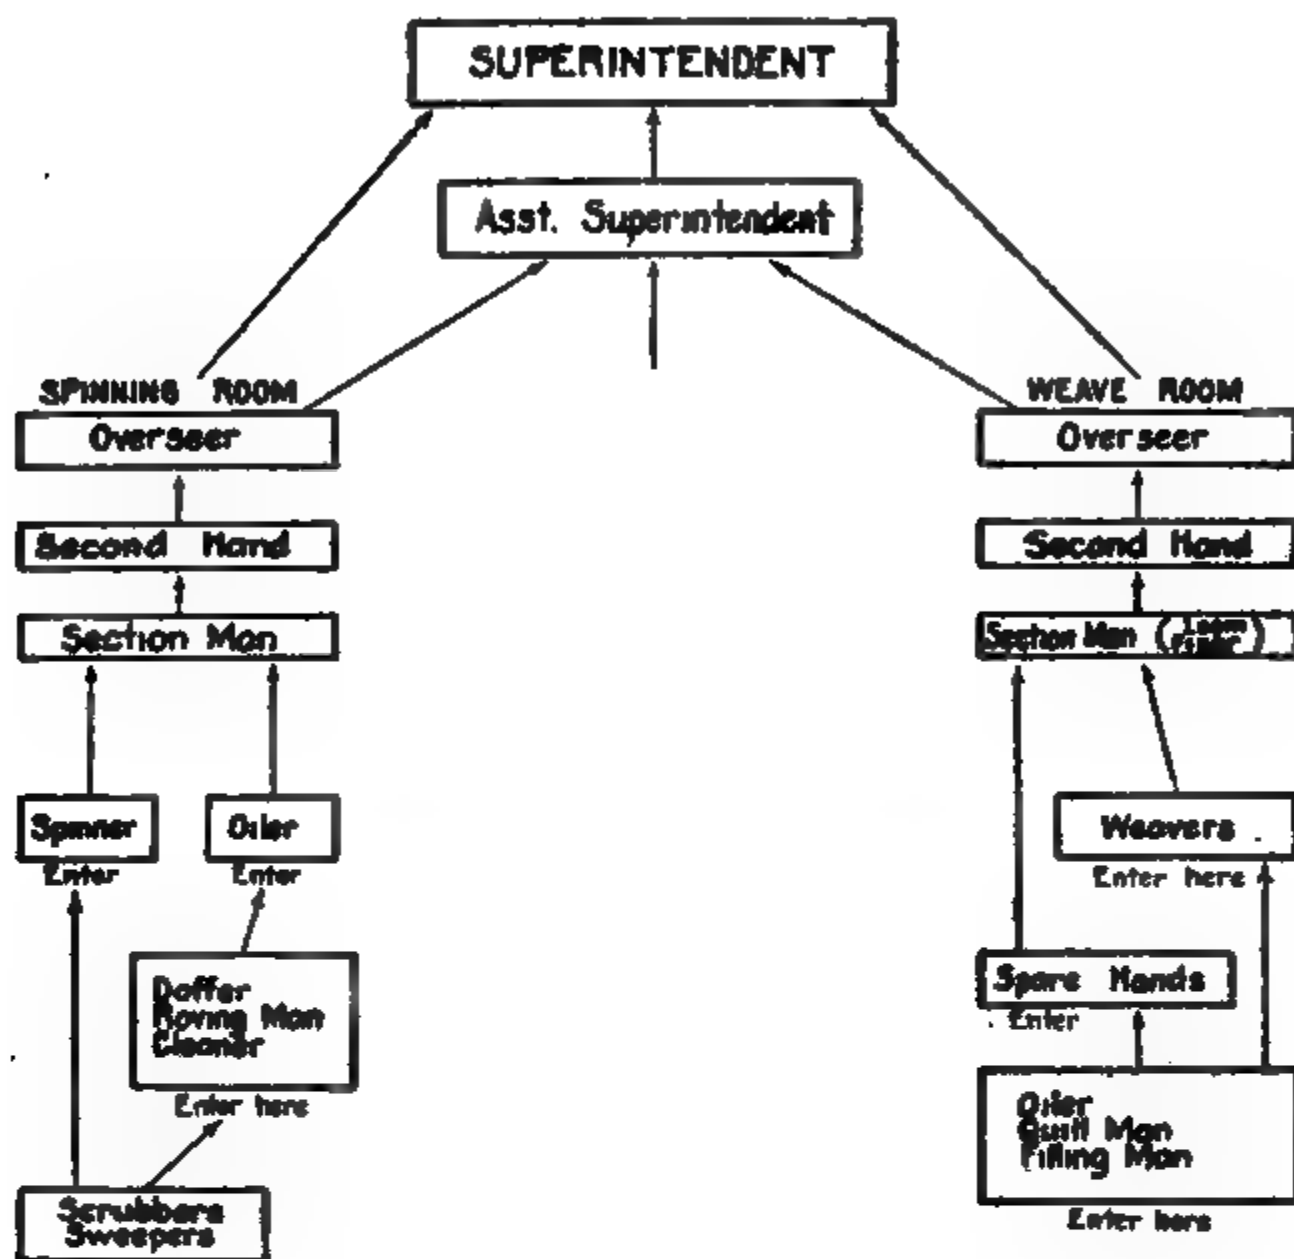 SUPERINTENDENT
Asst. Superintendent
SPINNING ROOM
Overseer
Second Hand
Section Man
Spinner
Enter
Oiler
Enter
Doffer
Roving Man
Cleaner
Enter here
Scrubbers
Sweepers
WEAVE ROOM
Overseer
Second Hand
Section Man (Loom
Fixer)
Weavers
Enter here
Spare Hands
Enter
Oiler
Quill Man
Filling Man
Enter here